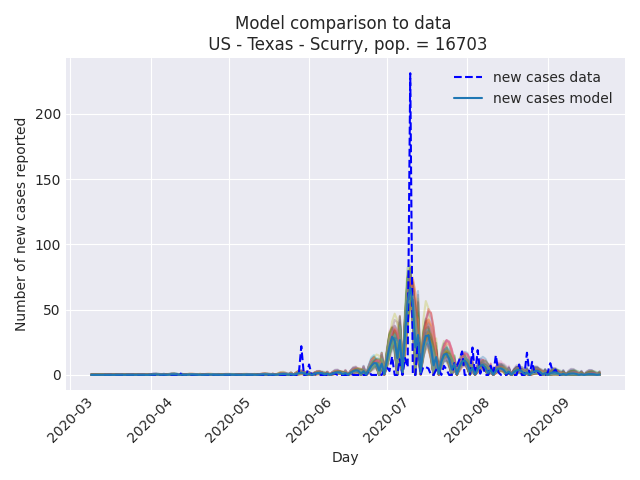 Model comparison to data
US - Texas - Scurry, pop. = 16703
new cases data
new cases model
Number of new cases reported
200
150
100
50
0
2020-03
2020-04
2020-05
2020-06
2020-07
2020-08
2020-09
Day